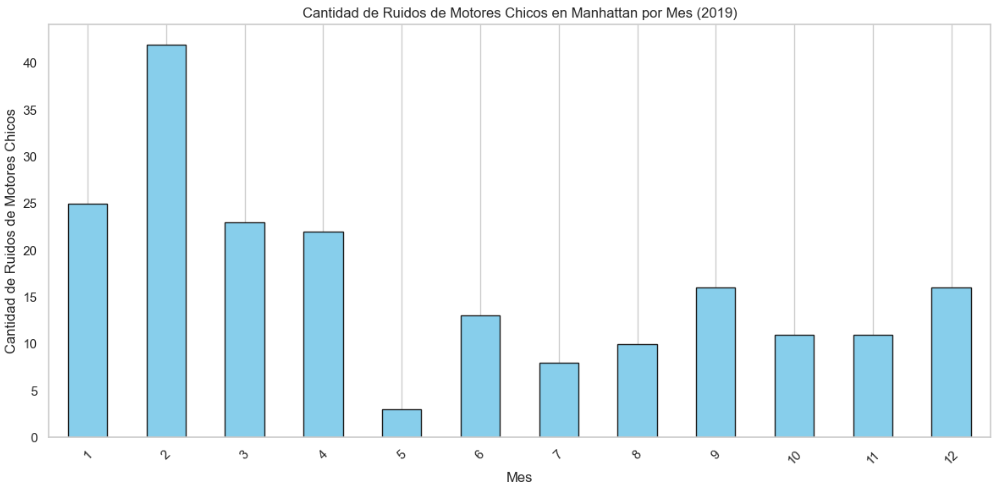 Cantidad de Ruidos de Motores Chicos en Manhattan por Mes (2019)
Cantidad de Ruidos de Motores Chicos
40
35
30
25
20
15
10
5
0
1 2 3 4 5 6 7 8 9 10 11 12
Mes